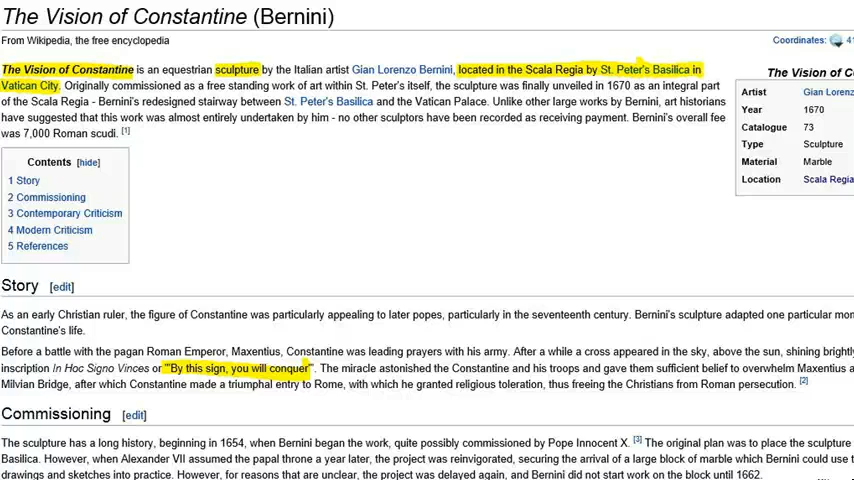 The Vision of Constantine (Bernini)
From Wikipedia, the free encyclopedia
Coordinates: 41
The Vision of Constantine is an equestrian sculpture by the Italian artist Gian Lorenzo Bernini, located in the Scala Regia by St. Peter's Basilica in
Vatican City. Originally commissioned as a free standing work of art within St. Peter's itself, the sculpture was finally unveiled in 1670 as an integral part
of the Scala Regia - Bernini's redesigned stairway between St. Peter's Basilica and the Vatican Palace. Unlike other large works by Bernini, art historians
have suggested that this work was almost entirely undertaken by him - no other sculptors have been recorded as receiving payment. Bernini's overall fee
was 7,000 Roman scudi. [1]
The Vision of C
Artist Gian Lorenz
Year 1670
Catalogue 73
Type Sculpture
Material Marble
Location Scala Regia
Contents [hide]
1 Story
2 Commissioning
3 Contemporary Criticism
4 Modern Criticism
5 References
Story [edit]
As an early Christian ruler, the figure of Constantine was particularly appealing to later popes, particularly in the seventeenth century. Bernini's sculpture adapted one particular mor
Constantine's life.
Before a battle with the pagan Roman Emperor, Maxentius, Constantine was leading prayers with his army. After a while a cross appeared in the sky, above the sun, shining brightly
inscription In Hoc Signo Vinces or "'By this sign, you will conquer'". The miracle astonished the Constantine and his troops and gave them sufficient belief to overwhelm Maxentius a
Milvian Bridge, after which Constantine made a triumphal entry to Rome, with which he granted religious toleration, thus freeing the Christians from Roman persecution. [2]
Commissioning [edit]
The sculpture has a long history, beginning in 1654, when Bernini began the work, quite possibly commissioned by Pope Innocent X. [3] The original plan was to place the sculpture
Basilica. However, when Alexander VII assumed the papal throne a year later, the project was reinvigorated, securing the arrival of a large block of marble which Bernini could use t
drawings and sketches into practice. However, for reasons that are unclear, the project was delayed again, and Bernini did not start work on the block until 1662.